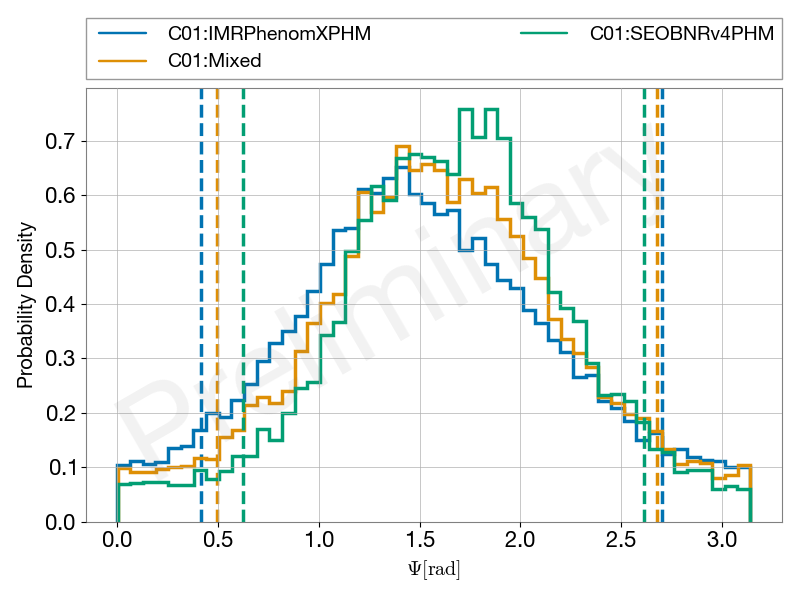 C01:IMRPhenomXPHM
C01:Mixed
C01:SEOBNRv4PHM
Preliminary
Probability Density
0.7
0.6
0.5
0.4
0.3
0.2
0.1
0.0
0.0 0.5 1.0 1.5 2.0 2.5 3.0
Ψ[rad]